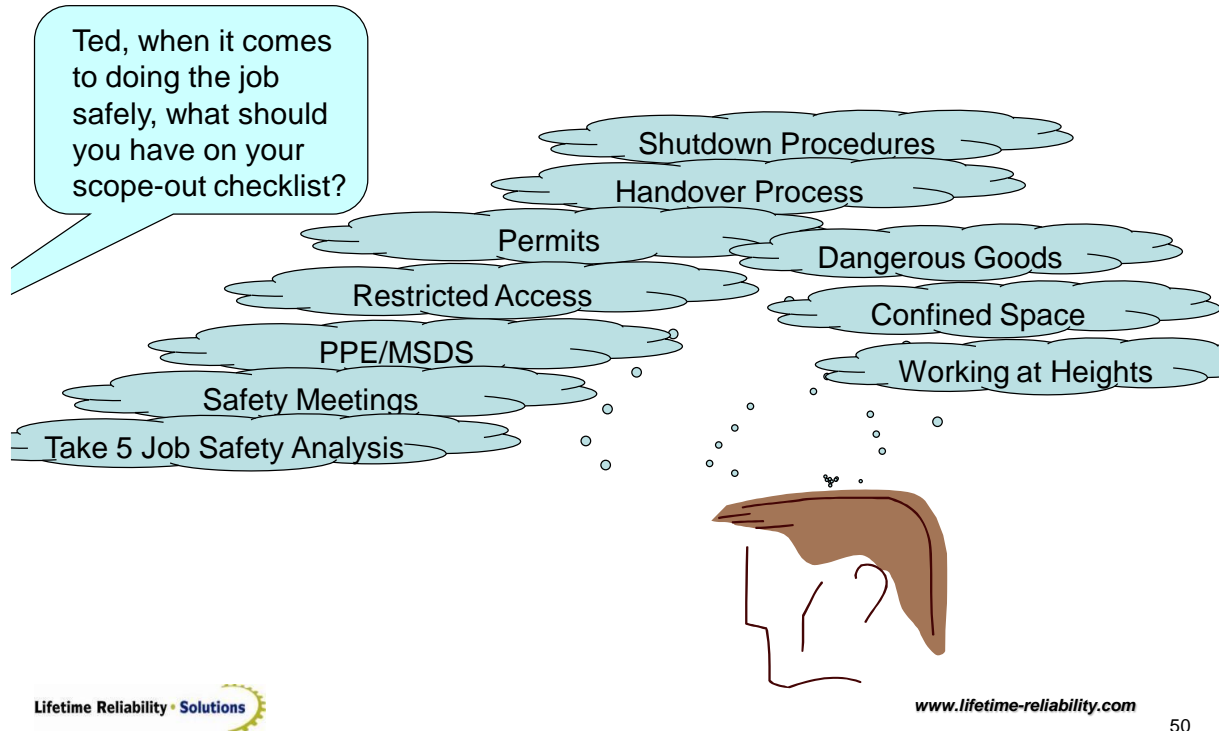 Ted, when it comes
to doing the job
safely, what should
you have on your
scope-out checklist?
Shutdown Procedures
Handover Process
Permits
Dangerous Goods
Restricted Access
Confined Space
PPE/MSDS
Working at Heights
Safety Meetings
Take 5 Job Safety Analysis
Lifetime Reliability • Solutions
www.lifetime-reliability.com
50